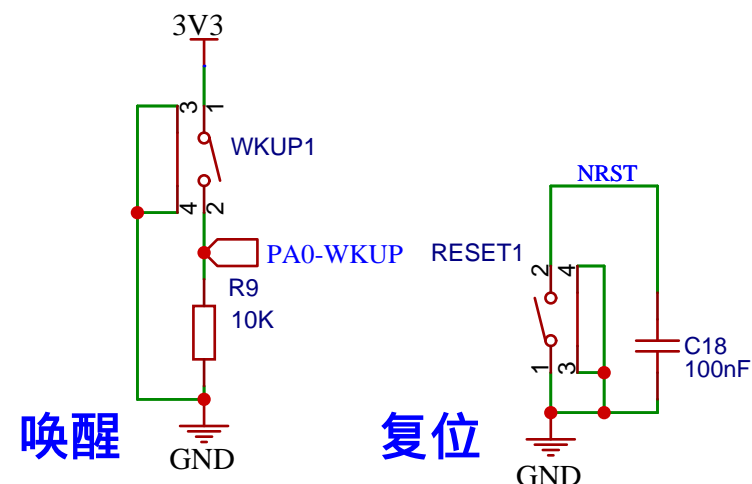 3V3
3
1
WKUP1
4
2
PA0-WKUP
R9
10K
唤醒
GND
NRST
RESET1
2
4
1
3
C18
100nF
复位
GND